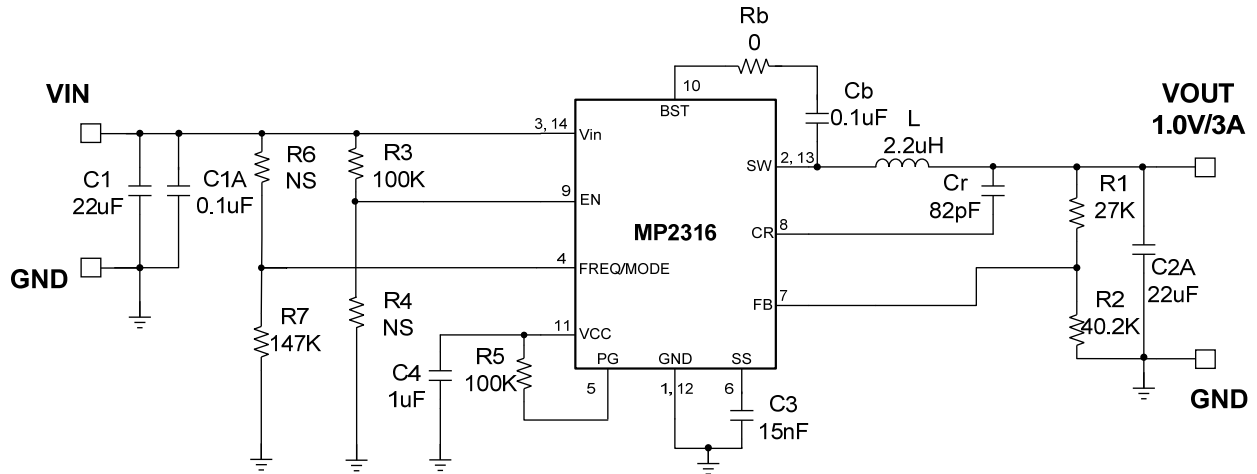 Rb
0
10
BST
Cb
0.1uF
VIN
VOUT
1.0V/3A
L
2.2uH
3, 14
Vin
SW
2, 13
R6
NS
R3
100K
C1
22uF
C1A
0.1uF
Cr
82pF
R1
27K
9
EN
MP2316
CR
8
GND
4
FREQ/MODE
C2A
22uF
R4
NS
FB
7
R2
40.2K
R7
147K
11
VCC
R5
100K
PG
GND
SS
C4
1uF
5
1, 12
6
C3
15nF
GND